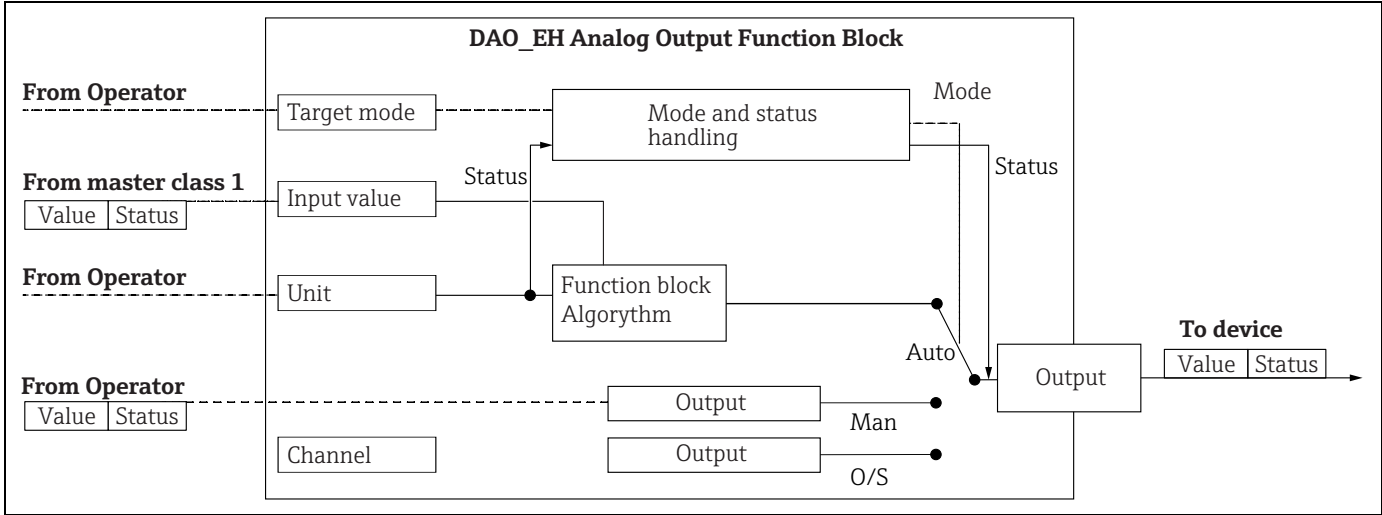 DAO_EH Analog Output Function Block
From Operator
Target mode
Mode and status
handling
Mode
From master class 1
Value Status
Input value
Status
Status
From Operator
Unit
Function block
Algorythm
Auto
To device
Value Status
Output
From Operator
Value Status
Output
Man
Channel
Output
O/S